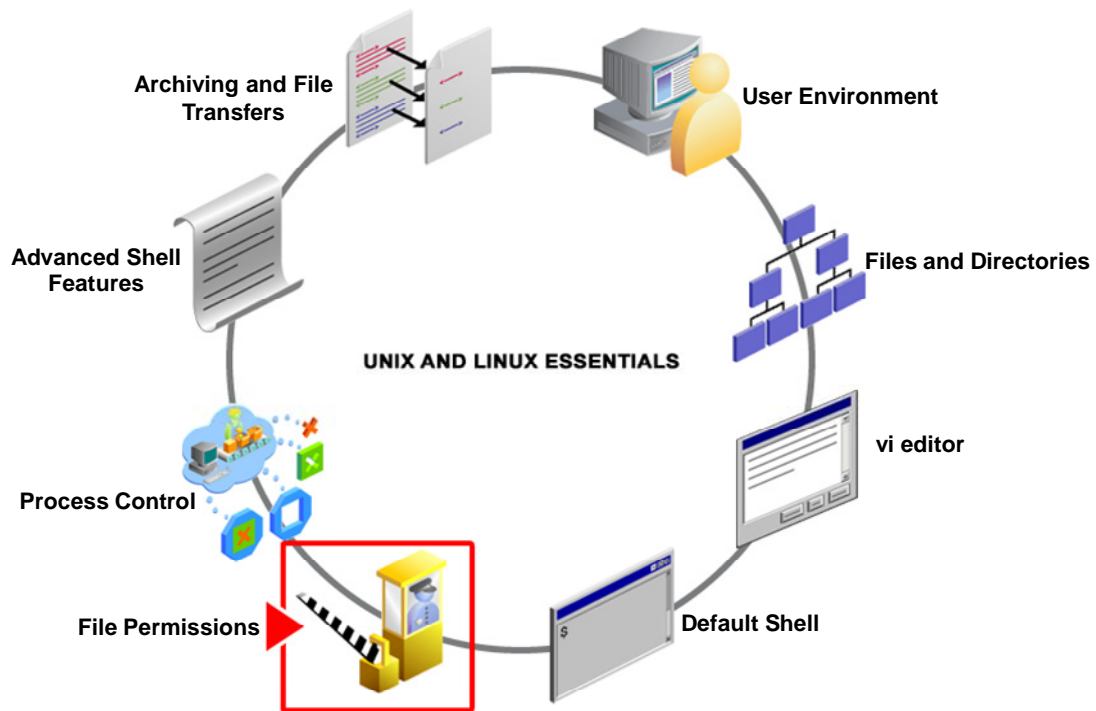 Archiving and File
Transfers
User Environment
Advanced Shell
Features
Files and Directories
UNIX AND LINUX ESSENTIALS
vi editor
Process Control
$
Default Shell
File Permissions